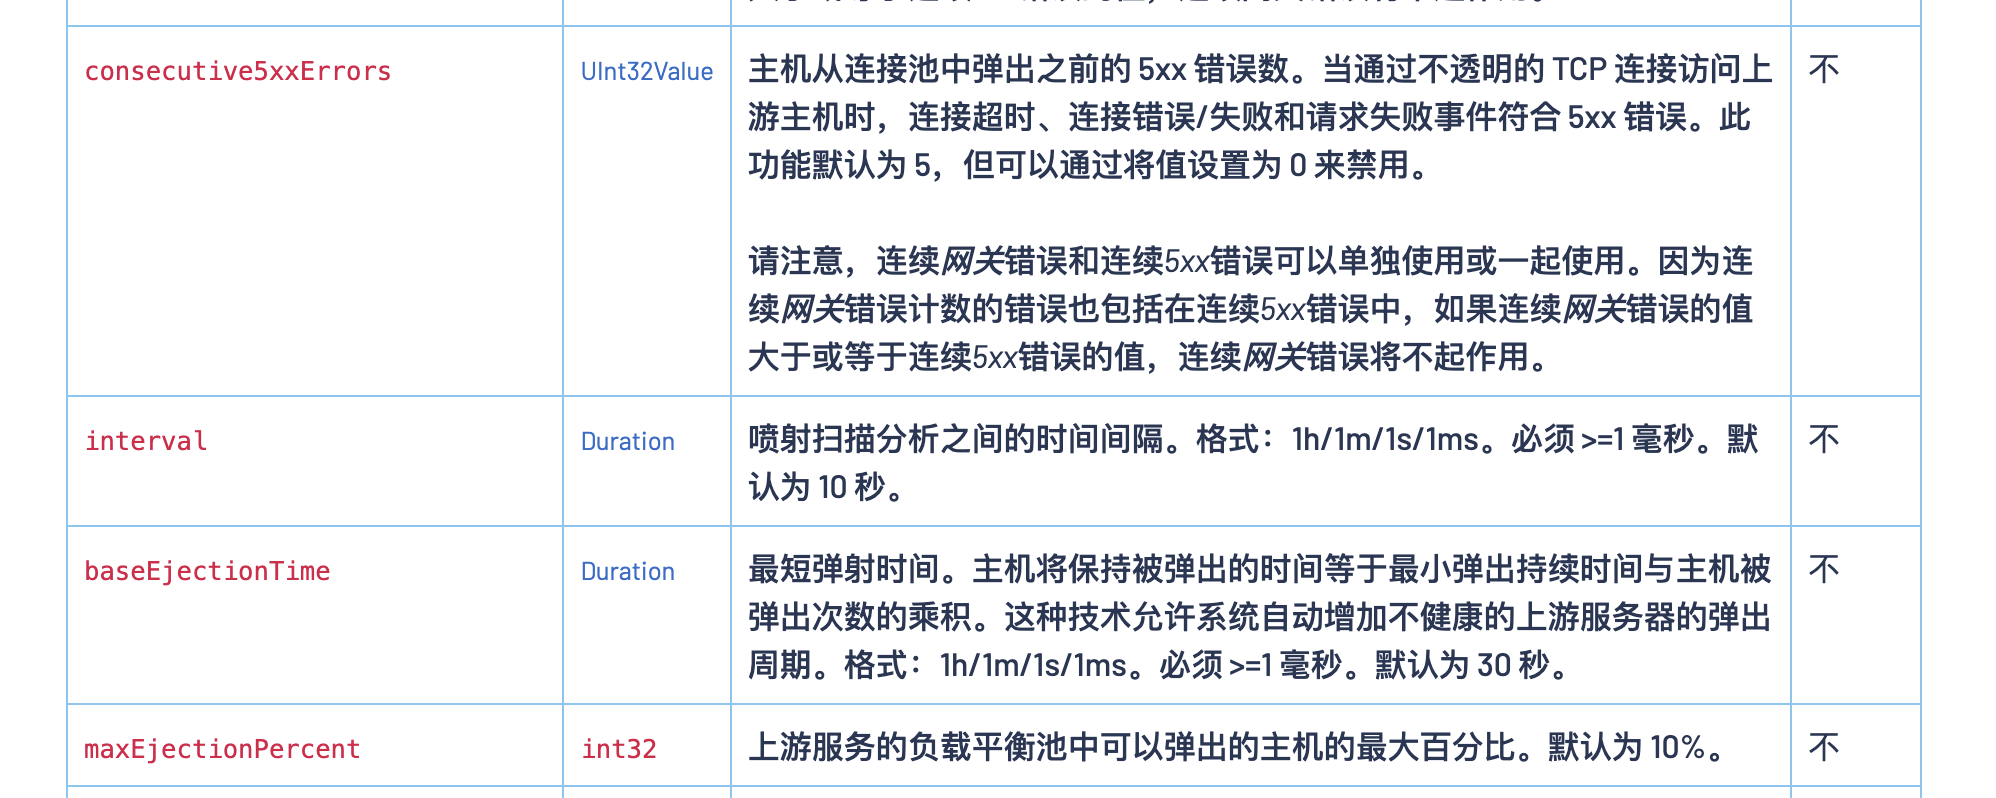 consecutive5xxErrors
UInt32Value
主机从连接池中弹出之前的 5xx 错误数。当通过不透明的 TCP 连接访问上
游主机时，连接超时、连接错误/失败和请求失败事件符合 5xx 错误。此
功能默认为 5，但可以通过将值设置为 0 来禁用。
请注意，连续网关错误和连续5xx错误可以单独使用或一起使用。因为连
续网关错误计数的错误也包括在连续5xx错误中，如果连续网关错误的值
大于或等于连续5xx错误的值，连续网关错误将不起作用。
不
interval
Duration
喷射扫描分析之间的时间间隔。格式：1h/1m/1s/1ms。必须 >=1 毫秒。默
认为 10 秒。
不
baseEjectionTime
Duration
最短弹射时间。主机将保持被弹出的时间等于最小弹出持续时间与主机被
弹出次数的乘积。这种技术允许系统自动增加不健康的上游服务器的弹出
周期。格式：1h/1m/1s/1ms。必须 >=1 毫秒。默认为 30 秒。
不
maxEjectionPercent
int32
上游服务的负载平衡池中可以弹出的主机的最大百分比。默认为 10%。
不